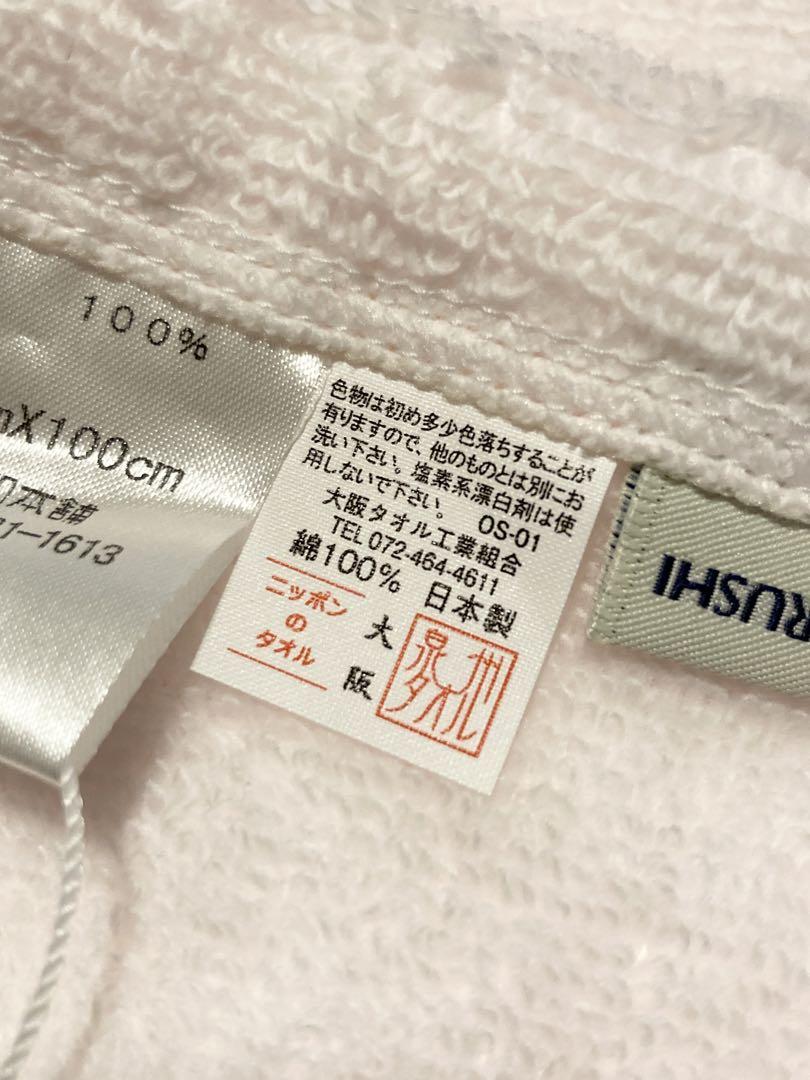 100%
mX100cm
本舗
1-1613
色物は初め多少色落ちすることが
有りますので、他のものとは別にお
洗い下さい。塩素系漂白剤は使
用しないで下さい。 OS-01
大阪タオル工業組合
TEL 072-464-4611
綿100% 日本製
ニッポン
の
タオル
大
阪
泉州
タオル
RUSHI